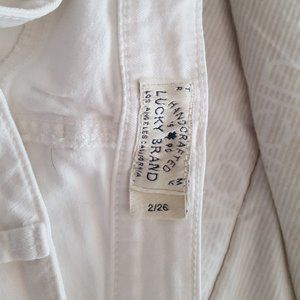 HANDCRAFTED
LUCKY BRAND
LOS ANGELES CALIFORNIA
2/26